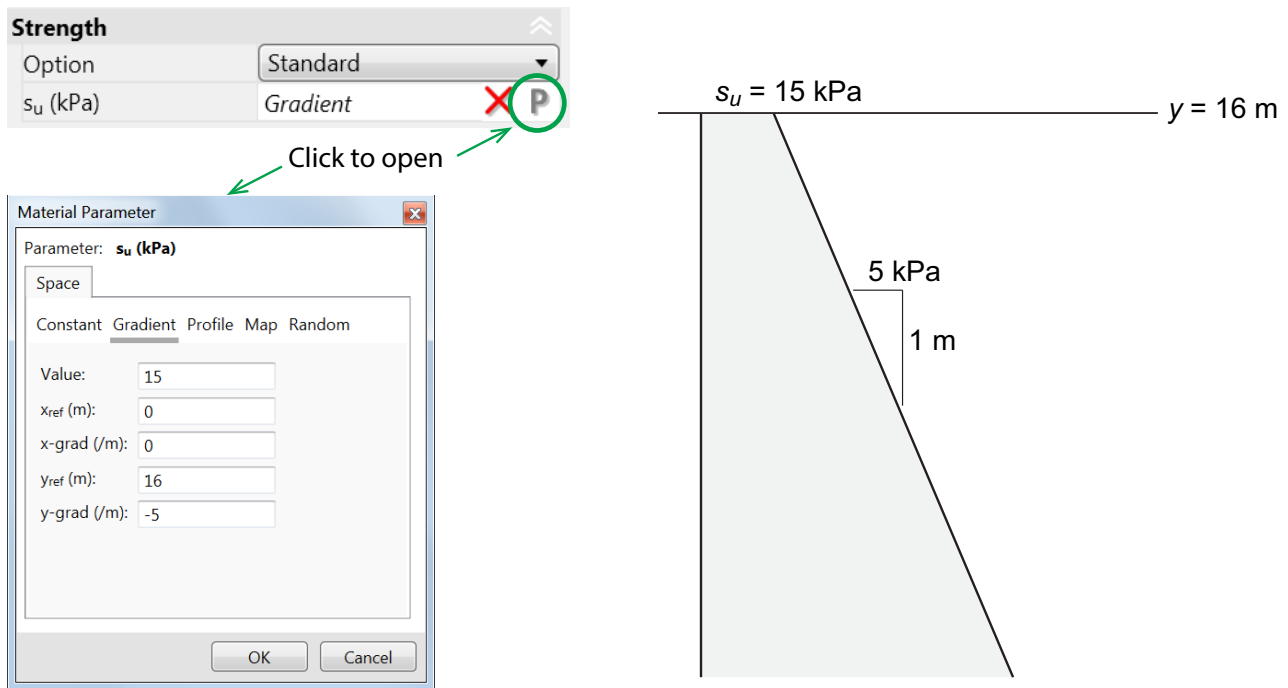 Strength
Option Standard
su (kPa) Gradient P
Click to open
Material Parameter
Parameter: su (kPa)
Space
Constant Gradient Profile Map Random
Value: 15
xref (m): 0
x-grad (/m): 0
yref (m): 16
y-grad (/m): -5
OK Cancel
su = 15 kPa
y = 16 m
5 kPa
1 m